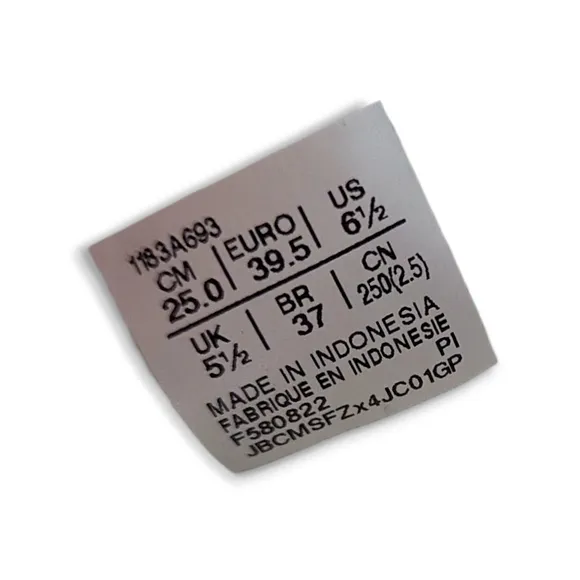 1183A693
CM | EURO | US
25.0 | 39.5 | 6½
UK | BR | CN
5½ | 37 | 250(2.5)
MADE IN INDONESIA
FABRIQUE EN INDONESIE
F580822 PI
JBCMSFZx4JC01GP